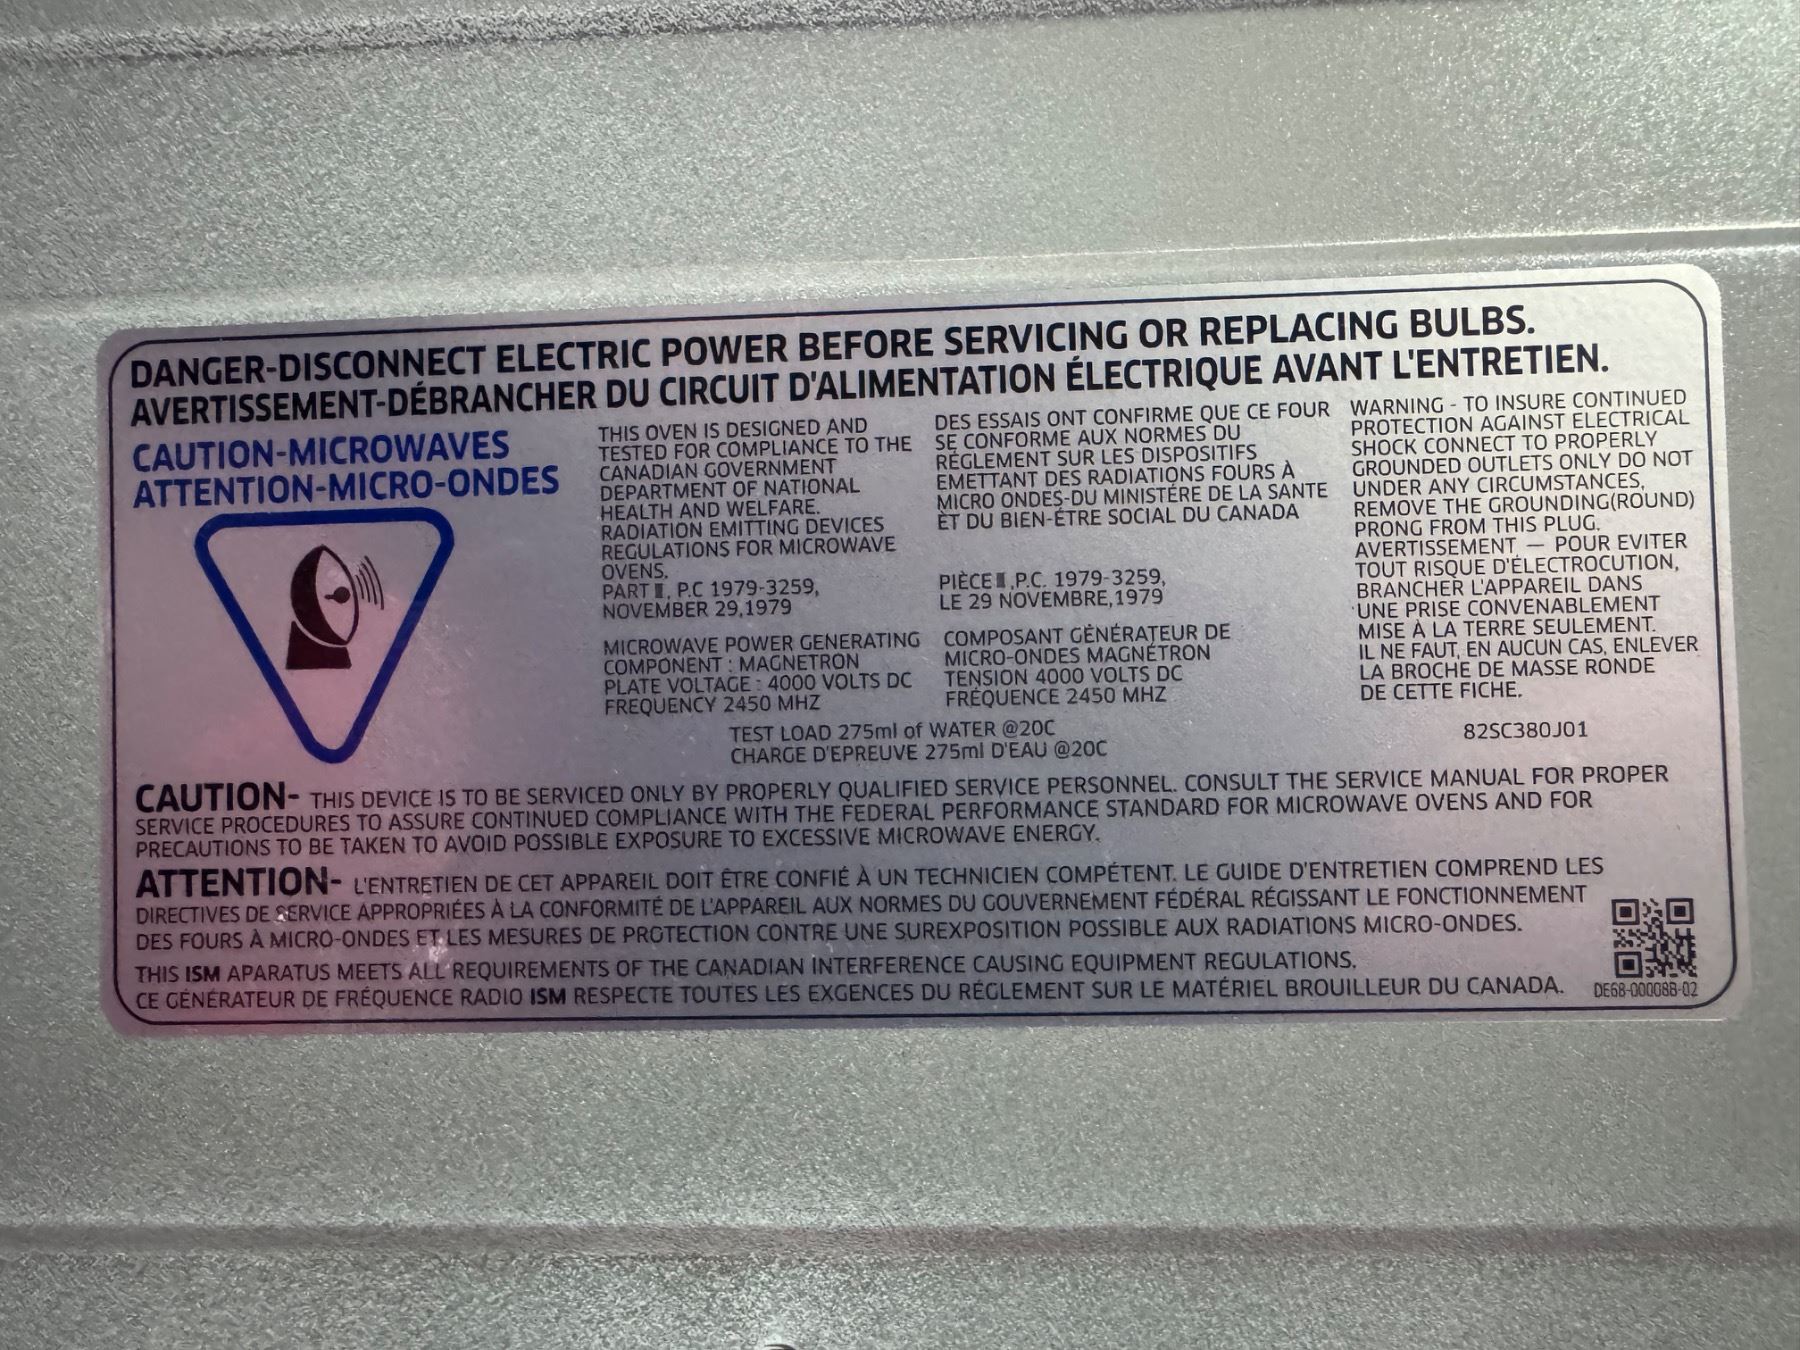 DANGER-DISCONNECT ELECTRIC POWER BEFORE SERVICING OR REPLACING BULBS.
AVERTISSEMENT-DÉBRANCHER DU CIRCUIT D'ALIMENTATION ÉLECTRIQUE AVANT L'ENTRETIEN.
CAUTION-MICROWAVES
ATTENTION-MICRO-ONDES
THIS OVEN IS DESIGNED AND
TESTED FOR COMPLIANCE TO THE
CANADIAN GOVERNMENT
DEPARTMENT OF NATIONAL
HEALTH AND WELFARE.
RADIATION EMITTING DEVICES
REGULATIONS FOR MICROWAVE
OVENS.
PART Ⅲ, P.C 1979-3259,
NOVEMBER 29,1979
MICROWAVE POWER GENERATING
COMPONENT : MAGNETRON
PLATE VOLTAGE : 4000 VOLTS DC
FREQUENCY 2450 MHZ
DES ESSAIS ONT CONFIRME QUE CE FOUR
SE CONFORME AUX NORMES DU
RÉGLEMENT SUR LES DISPOSITIFS
EMETTANT DES RADIATIONS FOURS À
MICRO ONDES-DU MINISTÉRE DE LA SANTE
ÈT DU BIEN-ÉTRE SOCIAL DU CANADA
PIÈCE Ⅲ ,P.C. 1979-3259,
LE 29 NOVEMBRE,1979
COMPOSANT GÉNÉRATEUR DE
MICRO-ONDES MAGNÉTRON
TENSION 4000 VOLTS DC
FRÉQUENCE 2450 MHZ
WARNING - TO INSURE CONTINUED
PROTECTION AGAINST ELECTRICAL
SHOCK CONNECT TO PROPERLY
GROUNDED OUTLETS ONLY DO NOT
UNDER ANY CIRCUMSTANCES,
REMOVE THE GROUNDING(ROUND)
PRONG FROM THIS PLUG.
AVERTISSEMENT — POUR EVITER
TOUT RISQUE D'ÉLECTROCUTION,
BRANCHER L'APPAREIL DANS
UNE PRISE CONVENABLEMENT
MISE À LA TERRE SEULEMENT.
IL NE FAUT, EN AUCUN CAS, ENLEVER
LA BROCHE DE MASSE RONDE
DE CETTE FICHE.
TEST LOAD 275ml of WATER @20C
CHARGE D'EPREUVE 275ml D'EAU @20C
82SC380J01
CAUTION- THIS DEVICE IS TO BE SERVICED ONLY BY PROPERLY QUALIFIED SERVICE PERSONNEL. CONSULT THE SERVICE MANUAL FOR PROPER
SERVICE PROCEDURES TO ASSURE CONTINUED COMPLIANCE WITH THE FEDERAL PERFORMANCE STANDARD FOR MICROWAVE OVENS AND FOR
PRECAUTIONS TO BE TAKEN TO AVOID POSSIBLE EXPOSURE TO EXCESSIVE MICROWAVE ENERGY.
ATTENTION- L'ENTRETIEN DE CET APPAREIL DOIT ÊTRE CONFIÉ À UN TECHNICIEN COMPÉTENT. LE GUIDE D'ENTRETIEN COMPREND LES
DIRECTIVES DE SERVICE APPROPRIÉES À LA CONFORMITÉ DE L'APPAREIL AUX NORMES DU GOUVERNEMENT FÉDÉRAL RÉGISSANT LE FONCTIONNEMENT
DES FOURS À MICRO-ONDES ET LES MESURES DE PROTECTION CONTRE UNE SUREXPOSITION POSSIBLE AUX RADIATIONS MICRO-ONDES.
THIS ISM APARATUS MEETS ALL REQUIREMENTS OF THE CANADIAN INTERFERENCE CAUSING EQUIPMENT REGULATIONS.
CE GÉNÉRATEUR DE FRÉQUENCE RADIO ISM RESPECTE TOUTES LES EXGENCES DU RÉGLEMENT SUR LE MATÉRIEL BROUILLEUR DU CANADA.
DE68-00008B-02